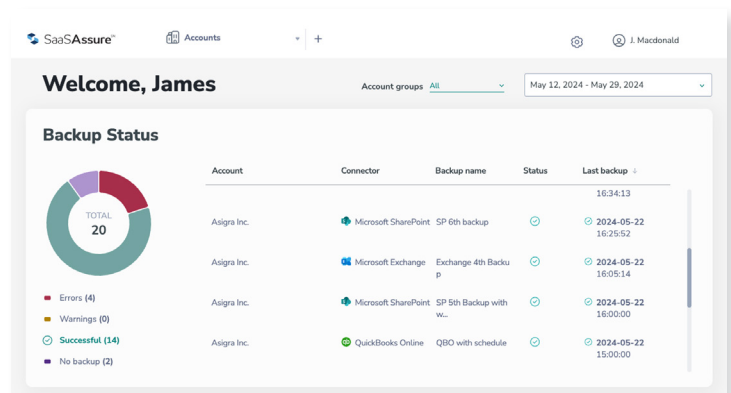 SaaSAssure℠ Accounts + J. Macdonald
Welcome, James
Account groups All May 12, 2024 - May 29, 2024
Backup Status
TOTAL
20
Errors (4)
Warnings (0)
Successful (14)
No backup (2)
Account Connector Backup name Status Last backup ↓
16:34:13
Asigra Inc. Microsoft SharePoint SP 6th backup 2024-05-22
16:25:52
Asigra Inc. Microsoft Exchange Exchange 4th Backu 2024-05-22
p 16:05:14
Asigra Inc. Microsoft SharePoint SP 5th Backup with 2024-05-22
w... 16:00:00
Asigra Inc. QuickBooks Online QBO with schedule 2024-05-22
15:00:00